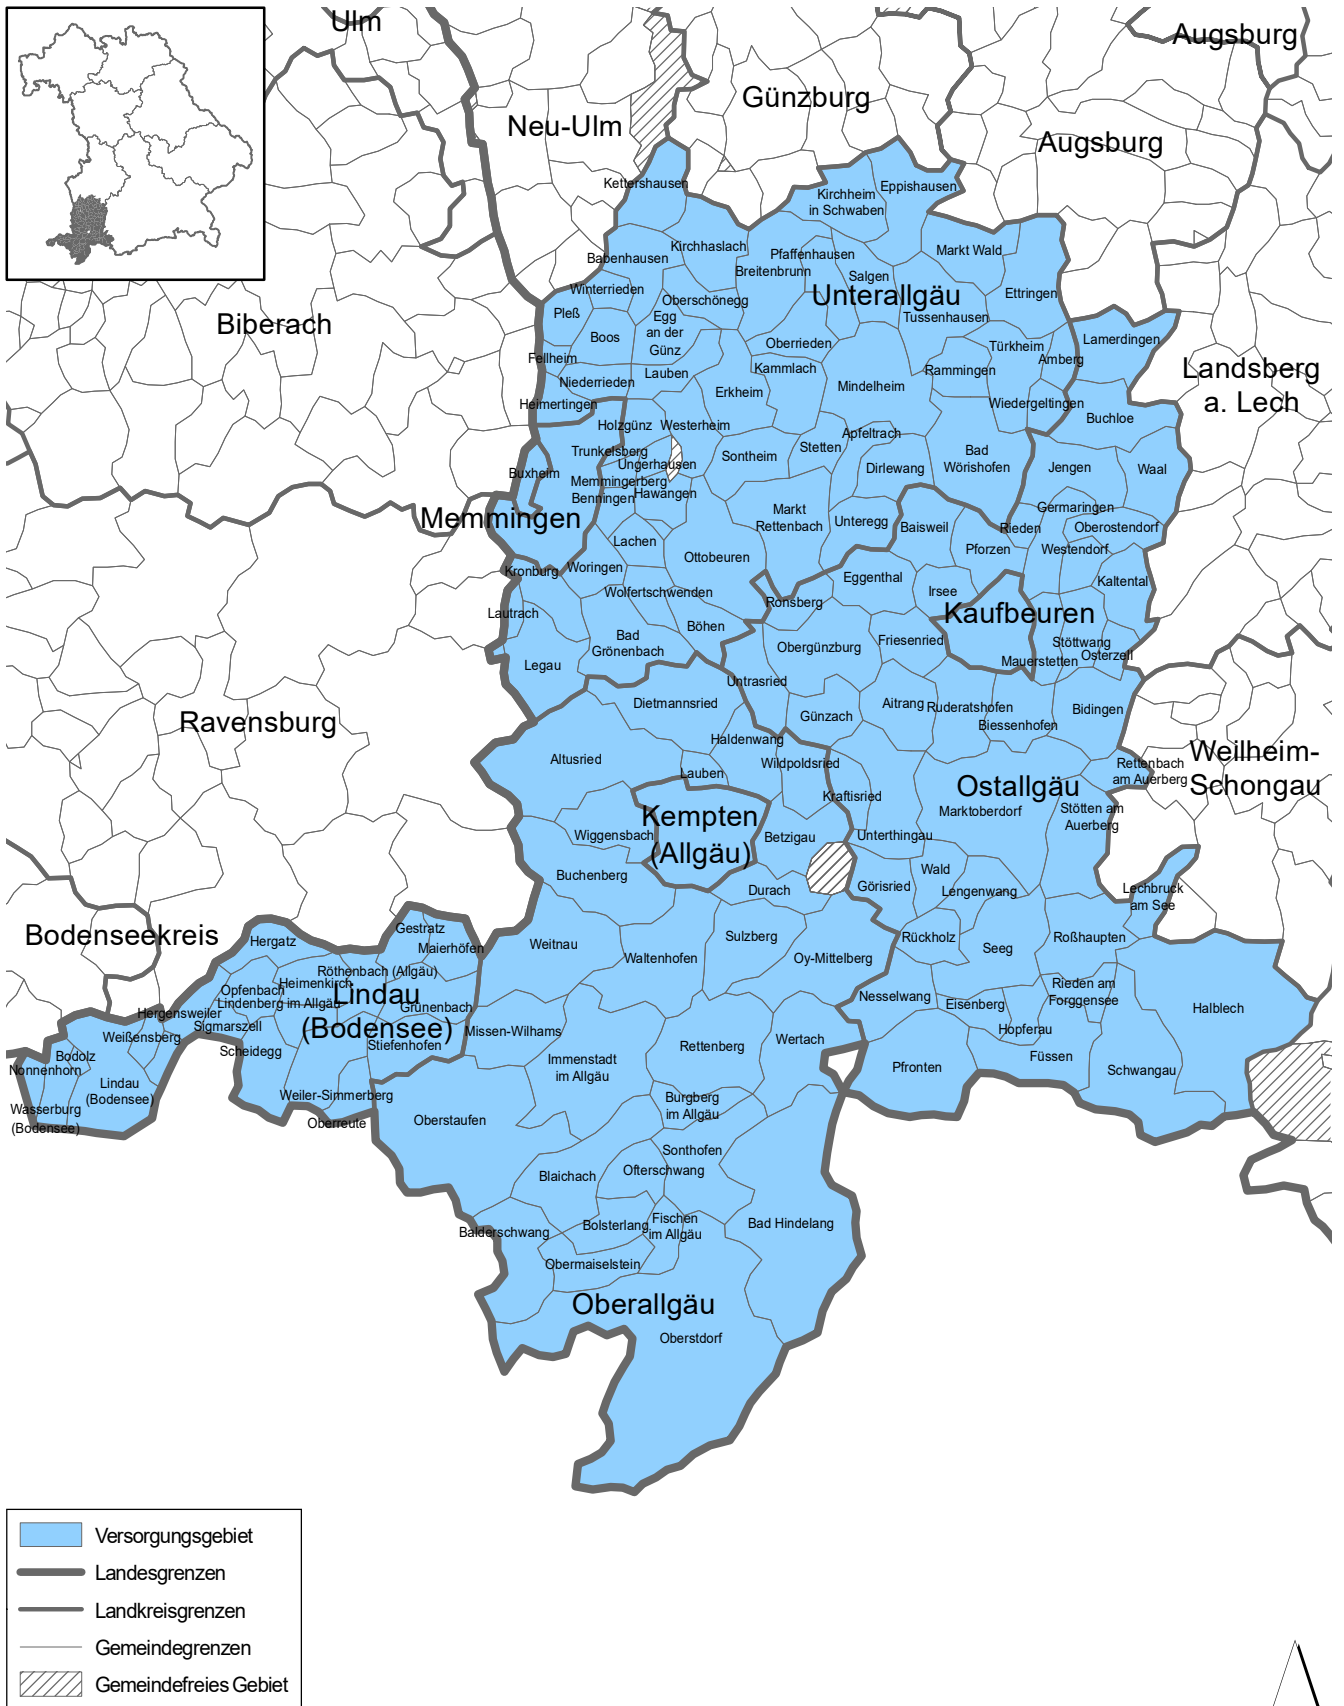 Ulm
Augsburg
Günzburg
Neu-Ulm
Augsburg
Kettershausen
Eppishausen
Kirchheim
in Schwaben
Kirchhaslach
Babenhausen
Pfaffenhausen
Breitenbrunn
Markt Wald
Salgen
Winterrieden
Oberschönegg
Unterallgäu
Ettringen
Pleß
Biberach
Egg
an der
Günz
Tussenhausen
Boos
Oberrieden
Türkheim
Lamerdingen
Fellheim
Amberg
Lauben
Kammlach
Rammingen
Landsberg
a. Lech
Niederrieden
Erkheim
Mindelheim
Heimertingen
Wiedergeltingen
Buchloe
Holzgünz
Westerheim
Apfeltrach
Trunkelsberg
Stetten
Sontheim
Bad
Wörishofen
Ungerhausen
Dirlewang
Jengen
Waal
Buxheim
Memmingerberg
Benningen
Hawangen
Markt
Rettenbach
Germaringen
Memmingen
Unteregg
Baisweil
Rieden
Oberostendorf
Lachen
Ottobeuren
Pforzen
Westendorf
Kronburg
Woringen
Eggenthal
Kaltental
Wolfertschwenden
Irsee
Ronsberg
Lautrach
Kaufbeuren
Böhen
Bad
Grönenbach
Obergünzburg
Friesenried
Stöttwang
Osterzell
Legau
Mauerstetten
Untrasried
Dietmannsried
Aitrang
Ruderatshofen
Bidingen
Ravensburg
Günzach
Biessenhofen
Haldenwang
Weilheim-
Schongau
Altusried
Wildpoldsried
Rettenbach
am Auerberg
Lauben
Ostallgäu
Kraftisried
Marktoberdorf
Stötten am
Auerberg
Kempten
(Allgäu)
Wiggensbach
Betzigau
Unterthingau
Buchenberg
Wald
Durach
Görisried
Lengenwang
Lechbruck
am See
Gestratz
Bodenseekreis
Hergatz
Maierhöfen
Weitnau
Sulzberg
Rückholz
Seeg
Roßhaupten
Waltenhofen
Oy-Mittelberg
Röthenbach (Allgäu)
Heimenkirch
Opfenbach
Lindau
(Bodensee)
Lindenberg
im Allgäu
Grünenbach
Nesselwang
Eisenberg
Rieden am
Forggensee
Halblech
Hergensweiler
Sigmarszell
Weißensberg
Missen-Wilhams
Hopferau
Scheidegg
Stiefenhofen
Rettenberg
Wertach
Bodolz
Immenstadt
im Allgäu
Füssen
Nonnenhorn
Pfronten
Schwangau
Lindau
(Bodensee)
Weiler-Simmerberg
Burgberg
im Allgäu
Wasserburg
(Bodensee)
Oberreute
Oberstaufen
Sonthofen
Blaichach
Ofterschwang
Bolsterlang
Fischen
im Allgäu
Bad Hindelang
Balderschwang
Obermaiselstein
Oberallgäu
Oberstdorf
Versorgungsgebiet
Landesgrenzen
Landkreisgrenzen
Gemeindegrenzen
Gemeindefreies Gebiet